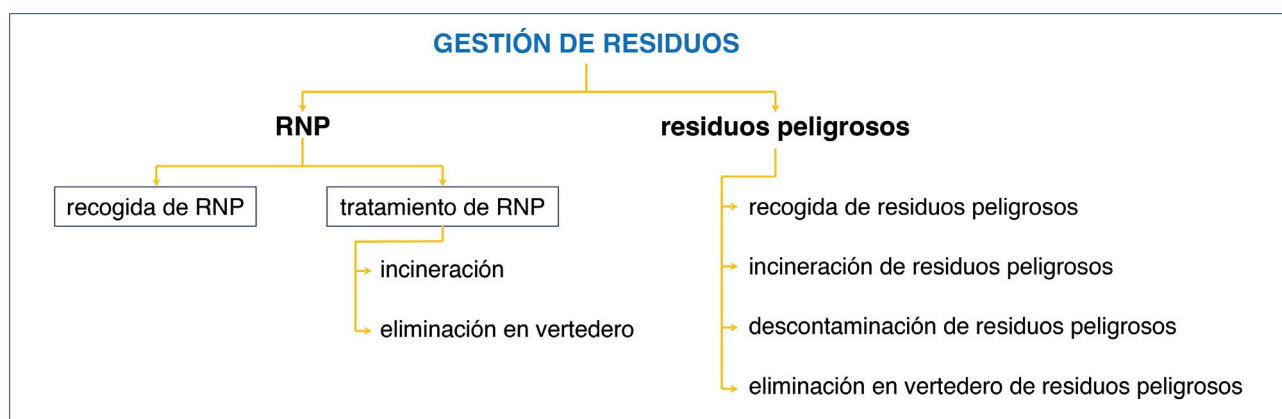 GESTIÓN DE RESIDUOS
RNP
residuos peligrosos
recogida de RNP
tratamiento de RNP
incineración
eliminación en vertedero
recogida de residuos peligrosos
incineración de residuos peligrosos
descontaminación de residuos peligrosos
eliminación en vertedero de residuos peligrosos